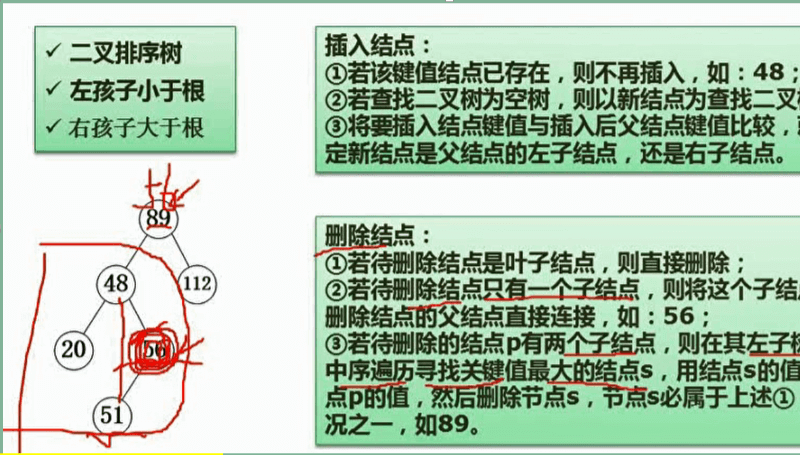 二叉排序树
左孩子小于根
右孩子大于根
插入结点：
①若该键值结点已存在，则不再插入，如：48；
②若查找二叉树为空树，则以新结点为查找二叉
③将要插入结点键值与插入后父结点键值比较，
定新结点是父结点的左子结点，还是右子结点。
89
48
112
20
56
51
删除结点：
①若待删除结点是叶子结点，则直接删除；
②若待删除结点只有一个子结点，则将这个子结
删除结点的父结点直接连接，如：56；
③若待删除的结点p有两个子结点，则在其左子
中序遍历寻找关键值最大的结点s，用结点s的值
点p的值，然后删除节点s，节点s必属于上述①
况之一，如89。